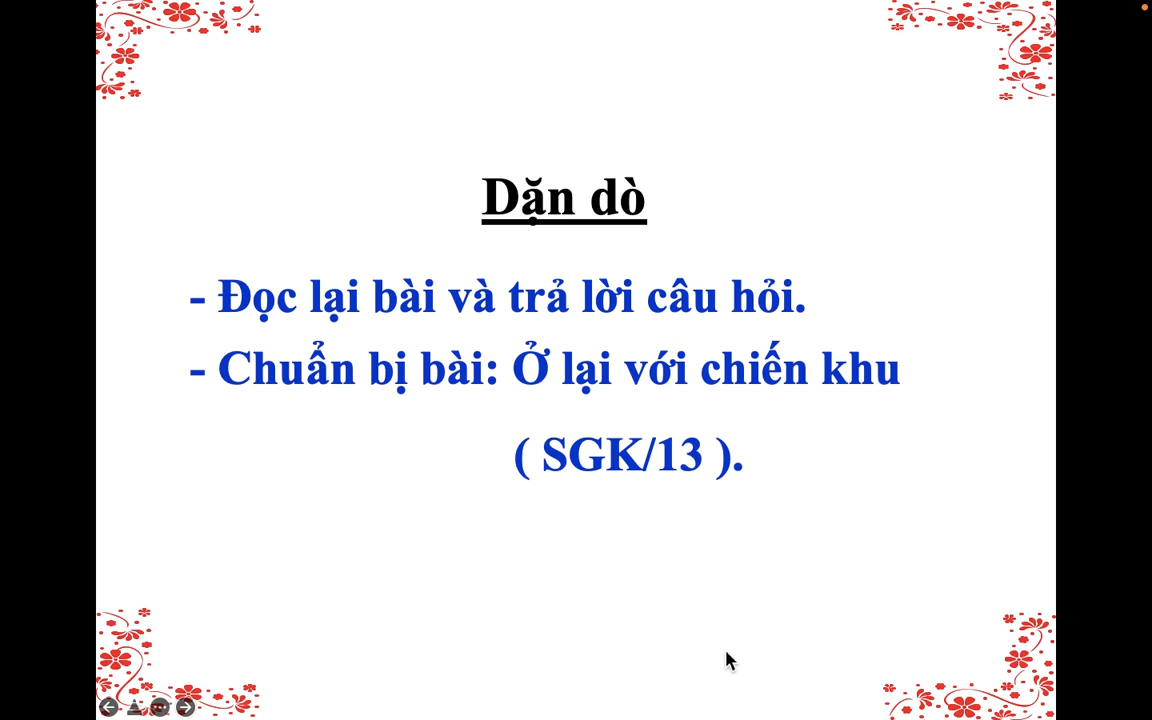 Dặn dò
- Đọc lại bài và trả lời câu hỏi.
- Chuẩn bị bài: Ở lại với chiến khu
( SGK/13 ).